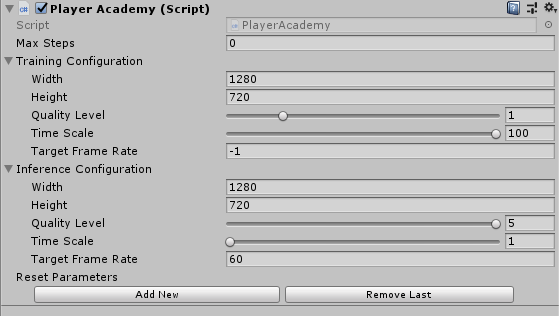 Player Academy (Script)
Script PlayerAcademy
Max Steps 0
Training Configuration
Width 1280
Height 720
Quality Level 1
Time Scale 100
Target Frame Rate -1
Inference Configuration
Width 1280
Height 720
Quality Level 5
Time Scale 1
Target Frame Rate 60
Reset Parameters
Add New Remove Last